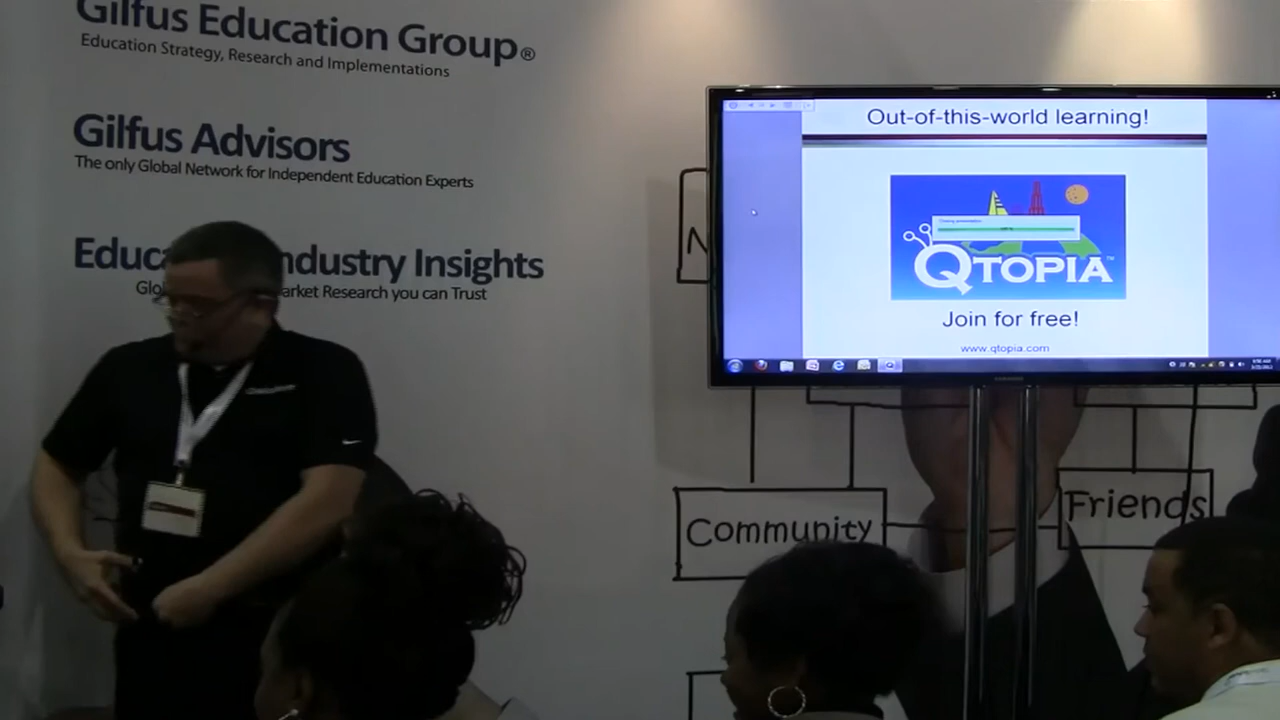 Gilfus Education Group®
Education Strategy, Research and Implementations
Gilfus Advisors
The only Global Network for Independent Education Experts
Industry Insights
Market Research you can Trust
Out-of-this-world learning!
QTOPIA™
Join for free!
www.qtopia.com
N
Community
Friends